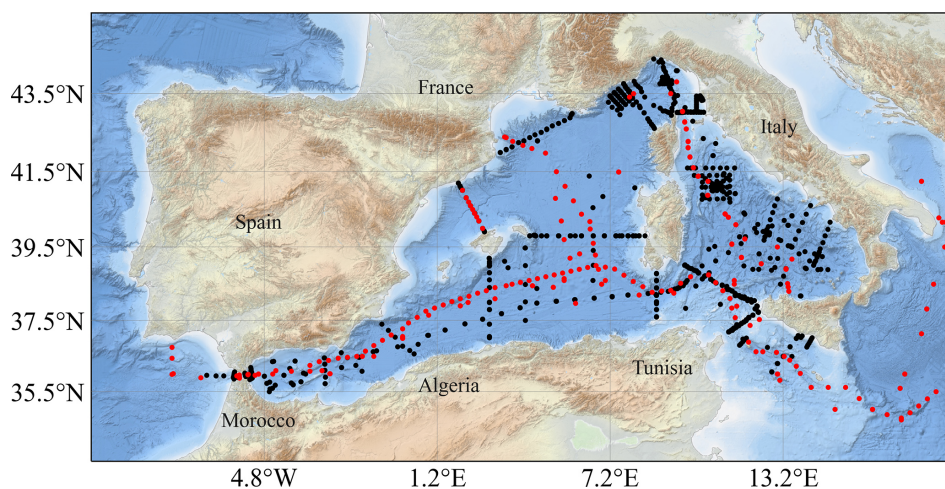 France
43.5°N
Italy
41.5°N
Spain
39.5°N
37.5°N
Tunisia
Algeria
35.5°N
Morocco
4.8°W 1.2°E 7.2°E 13.2°E